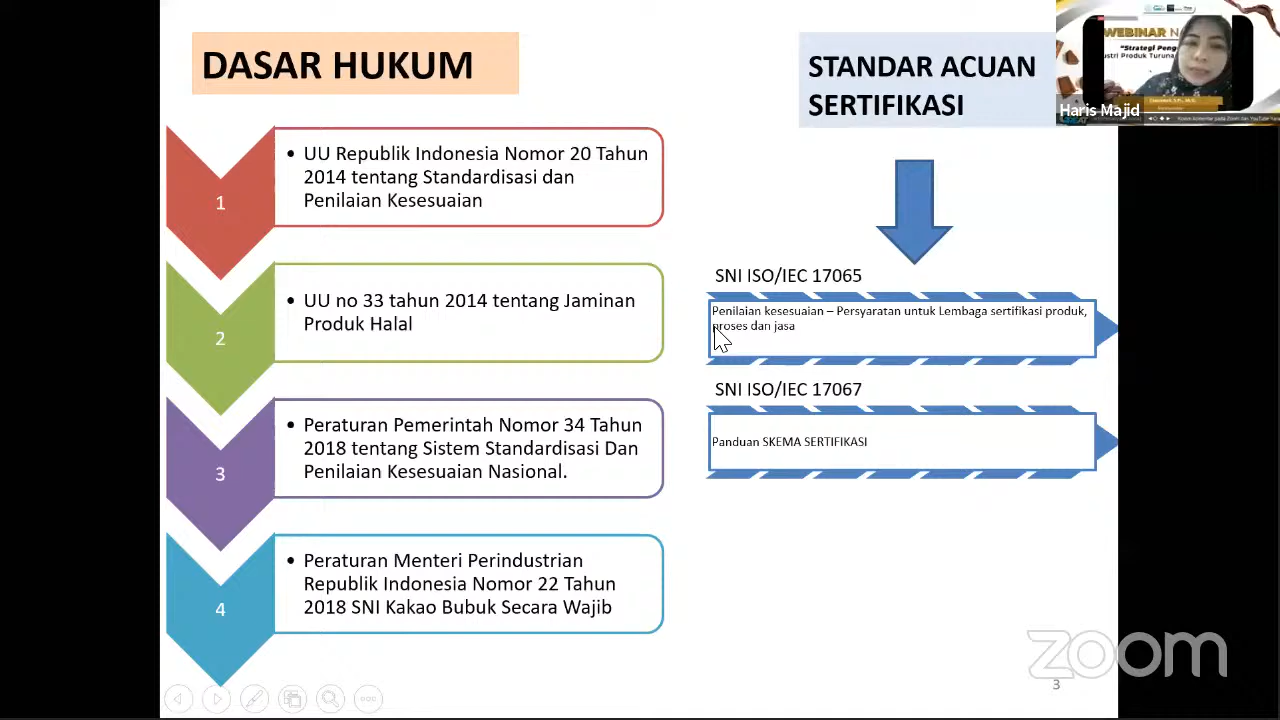 DASAR HUKUM
1
• UU Republik Indonesia Nomor 20 Tahun
2014 tentang Standardisasi dan
Penilaian Kesesuaian
2
• UU no 33 tahun 2014 tentang Jaminan
Produk Halal
3
• Peraturan Pemerintah Nomor 34 Tahun
2018 tentang Sistem Standardisasi Dan
Penilaian Kesesuaian Nasional.
4
• Peraturan Menteri Perindustrian
Republik Indonesia Nomor 22 Tahun
2018 SNI Kakao Bubuk Secara Wajib
STANDAR ACUAN
SERTIFIKASI
SNI ISO/IEC 17065
Penilaian kesesuaian – Persyaratan untuk Lembaga sertifikasi produk,
proses dan jasa
SNI ISO/IEC 17067
Panduan SKEMA SERTIFIKASI
WEBINAR
"Strategi
Produk Turuna
Haris Majid
zoom
3